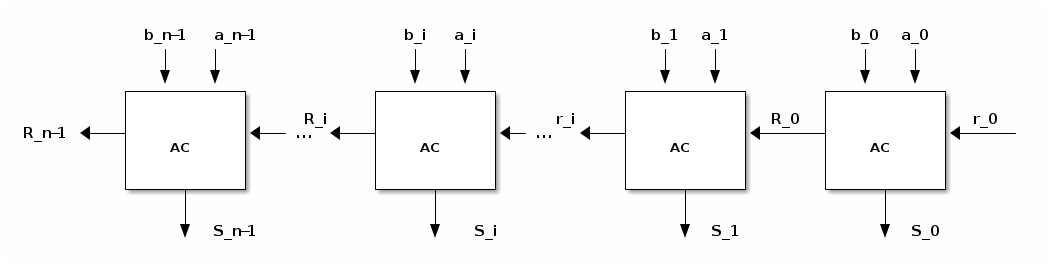 b_n-1 a_n-1 b_i a_i b_1 a_1 b_0 a_0
R_n-1 ... R_i ... r_i R_0 r_0
AC AC AC AC
S_n-1 S_i S_1 S_0